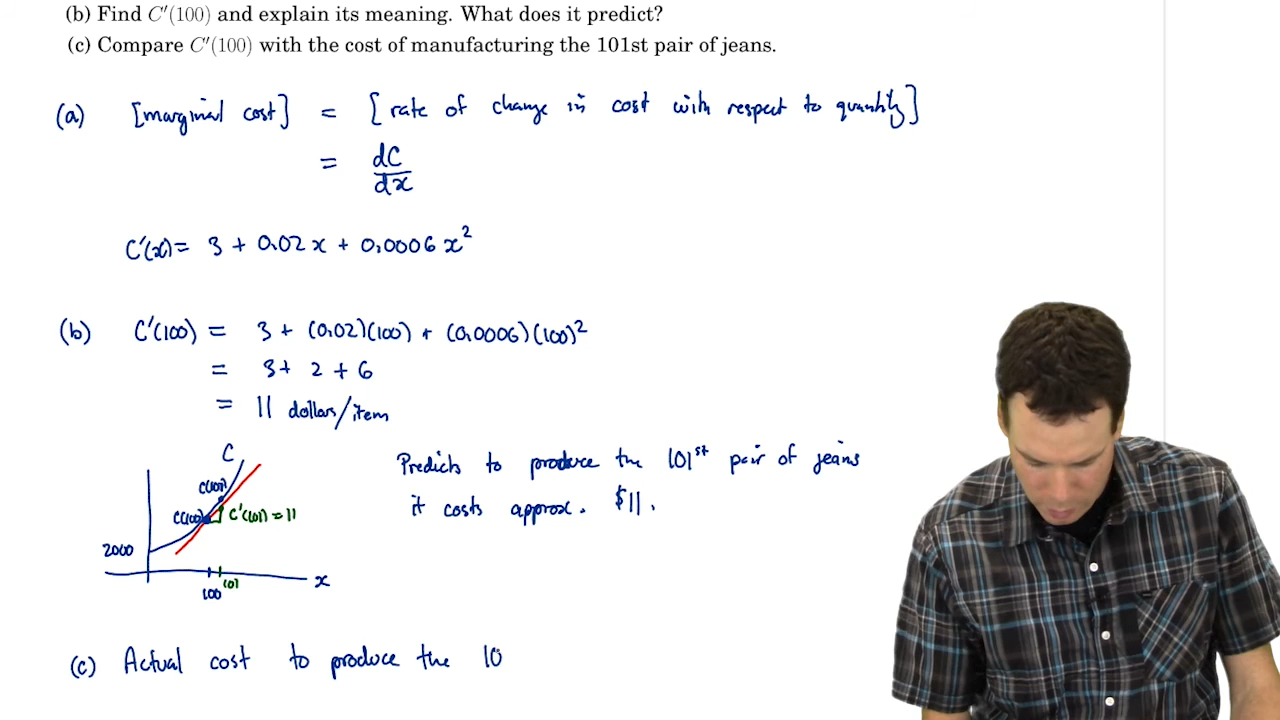 (b) Find C′(100) and explain its meaning. What does it predict?
(c) Compare C′(100) with the cost of manufacturing the 101st pair of jeans.
(a) [marginal cost] = [rate of change in cost with respect to quantity]
= dC/dx
C'(x) = 3 + 0.02x + 0.0006x²
(b) C'(100) = 3 + (0.02)(100) + (0.0006)(100)²
= 3 + 2 + 6
= 11 dollars/item
Predicts to produce the 101st pair of jeans
it costs approx. $11.
C
C(101)
C(100)
C'(101) = 11
2000
100
101
x
(c) Actual cost to produce the 10